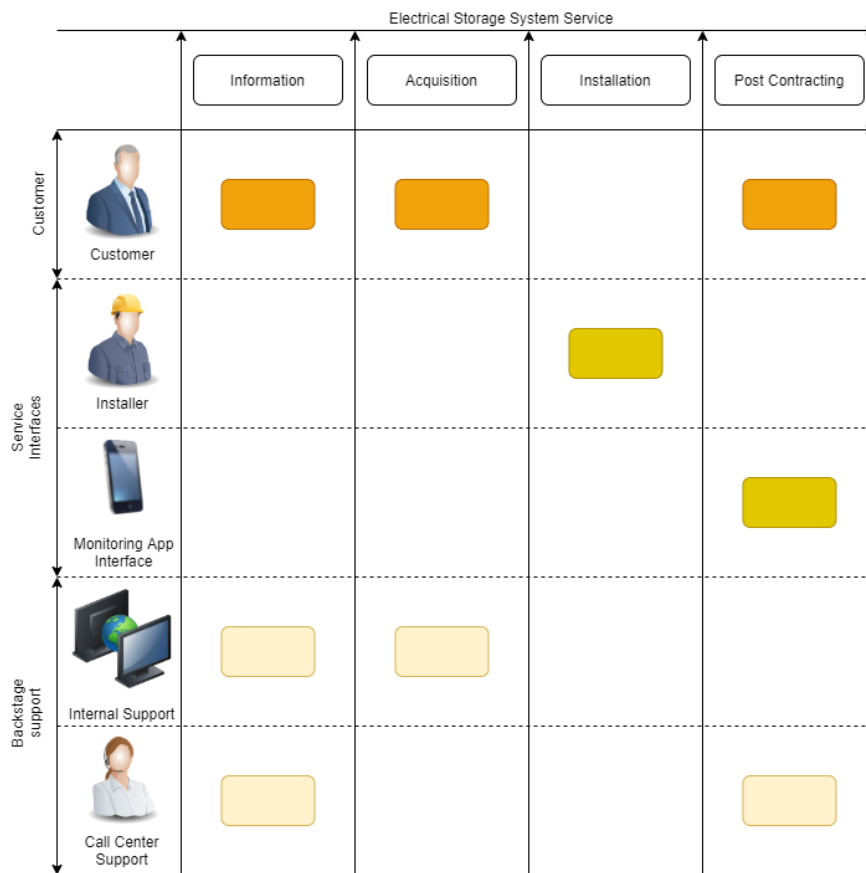 Electrical Storage System Service
Information
Acquisition
Installation
Post Contracting
Customer
Customer
Service
Interfaces
Installer
Monitoring App
Interface
Backstage
support
Internal Support
Call Center
Support